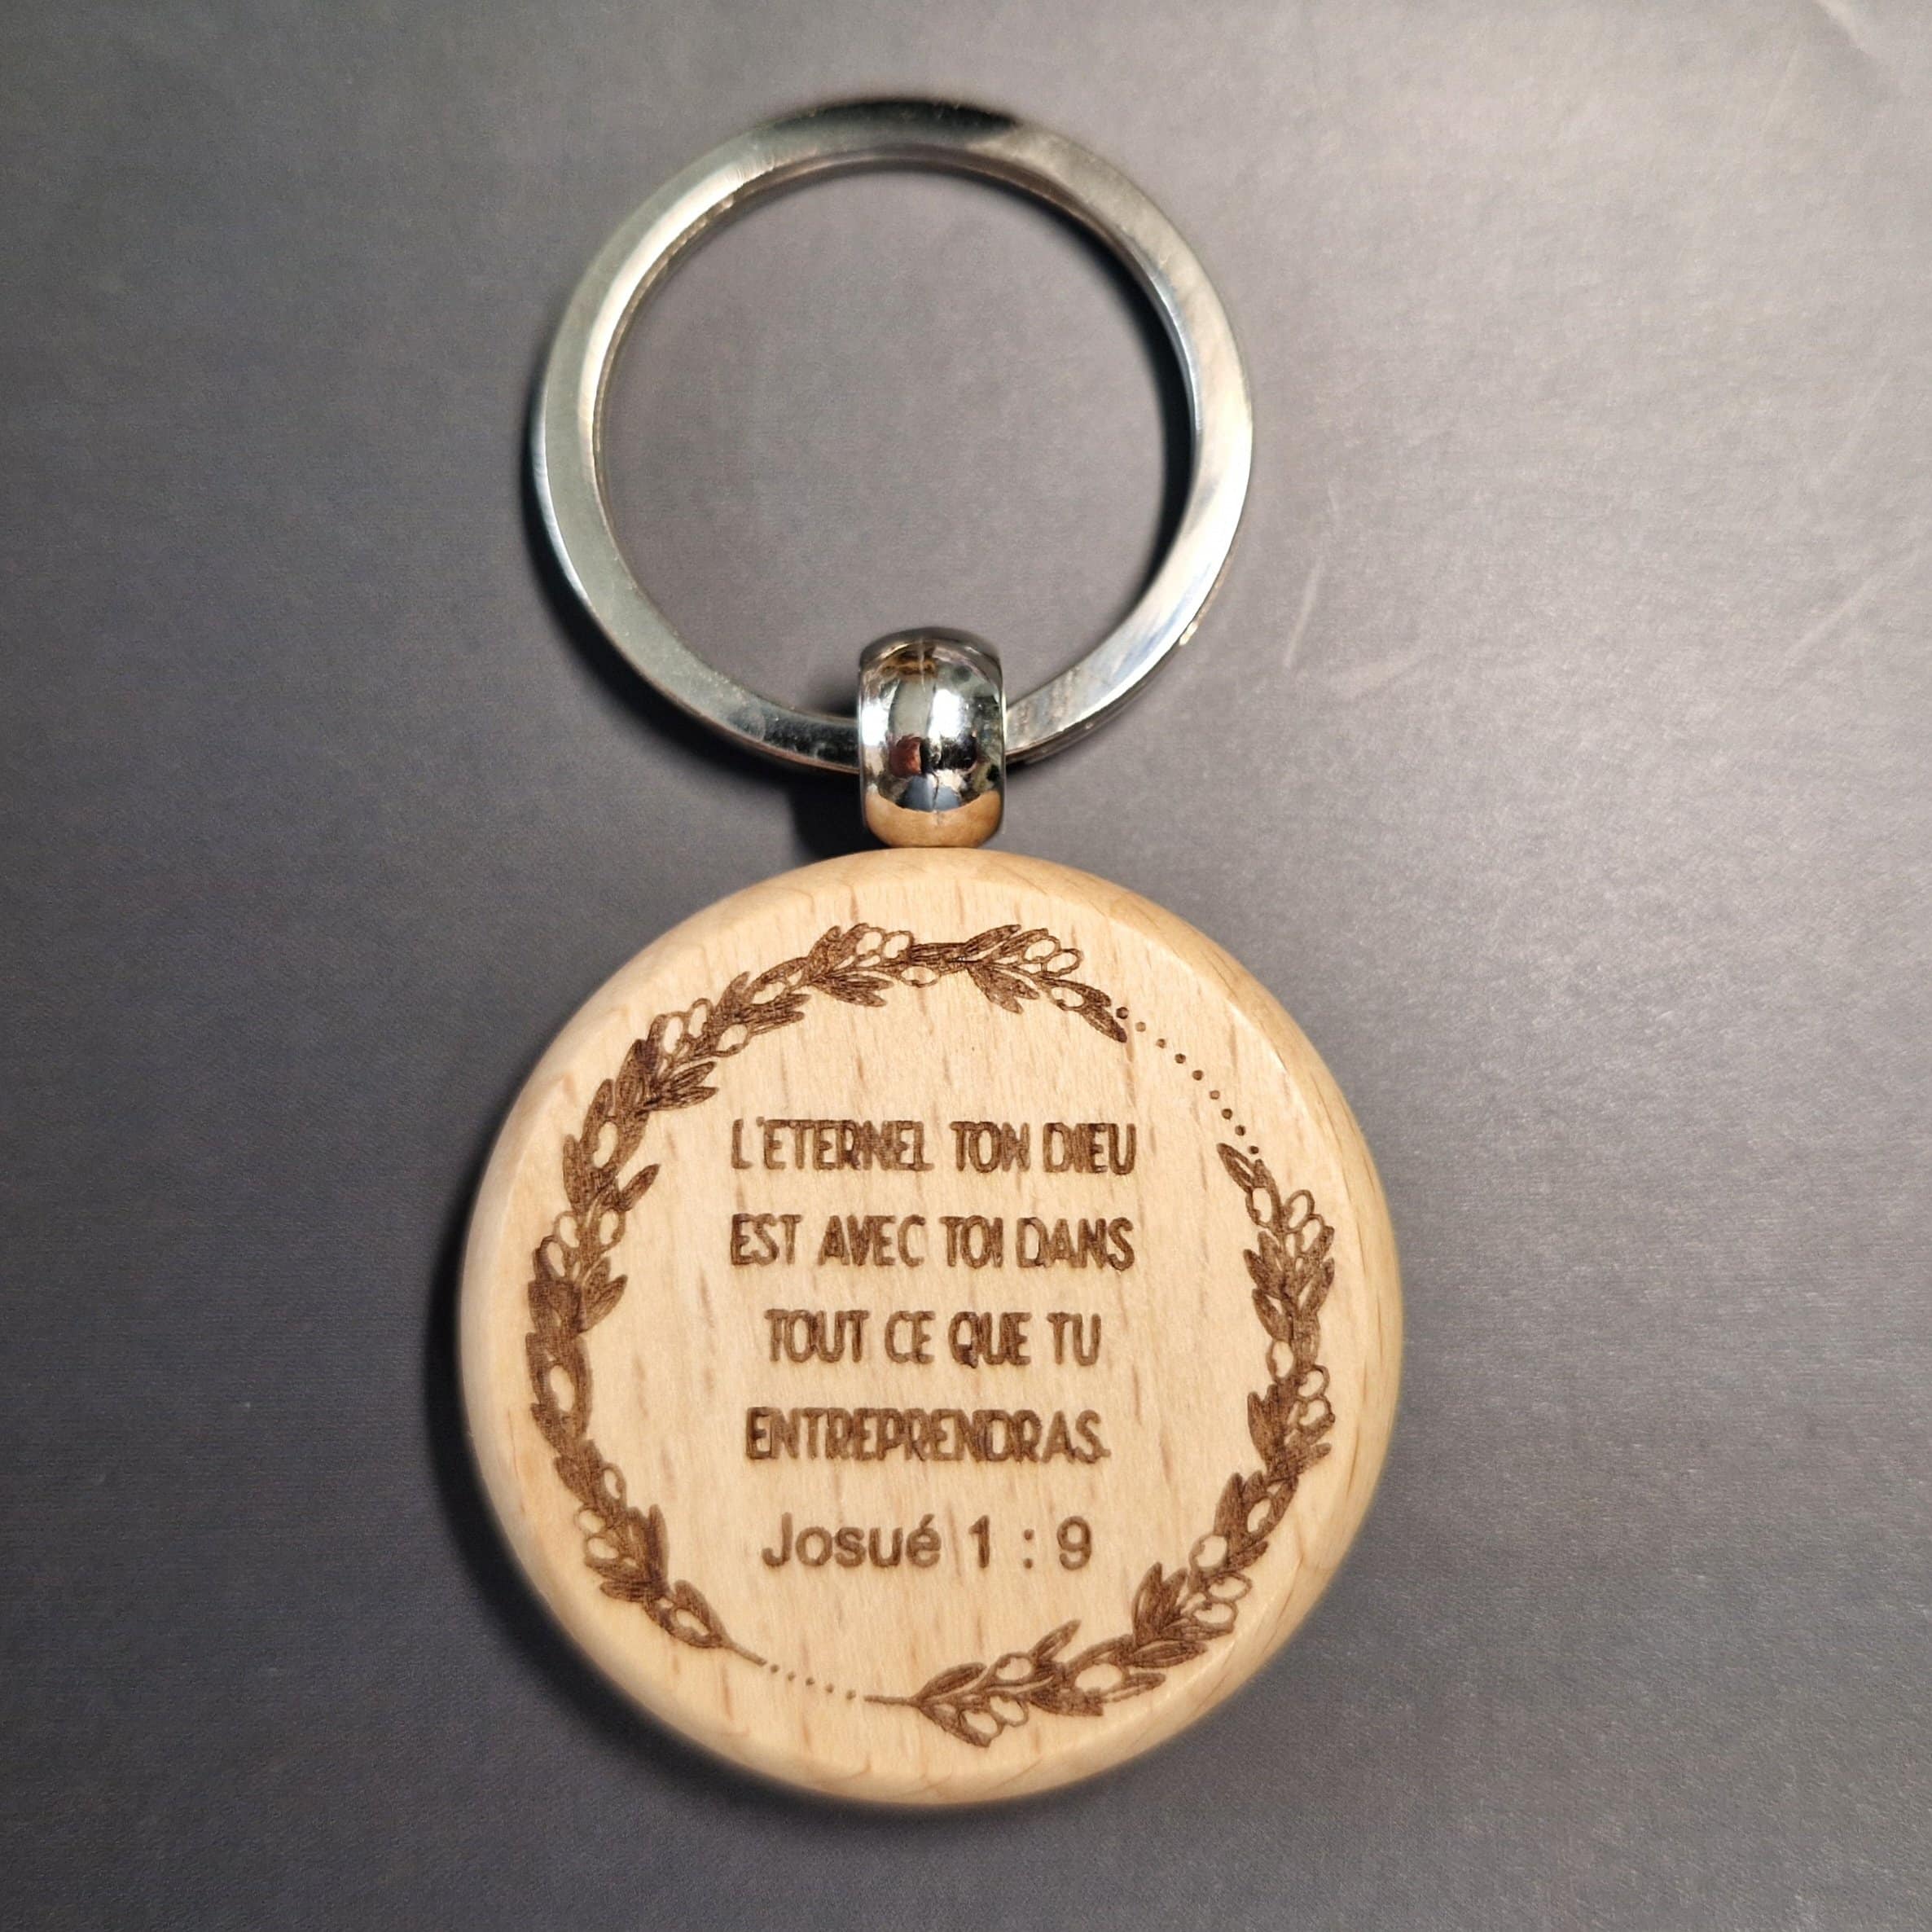 L'ETERNEL TON DIEU
EST AVEC TOI DANS
TOUT CE QUE TU
ENTREPRENDRAS.
Josué 1 : 9